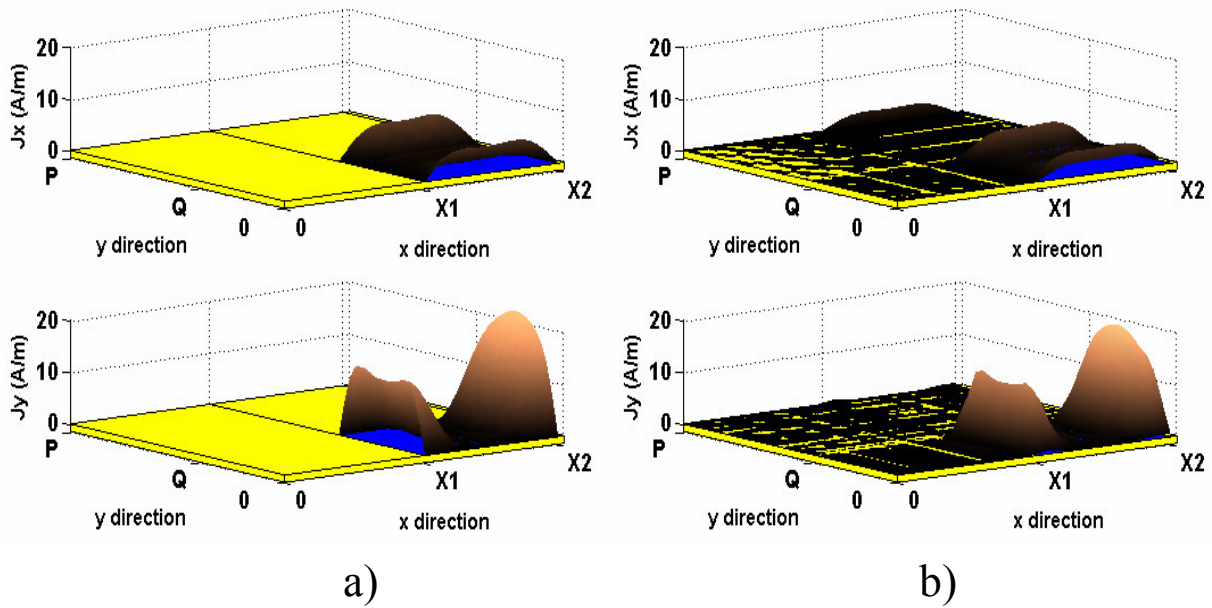 Jx (A/m)
20
10
0
P
Q
0
0
X1
X2
y direction
x direction
Jx (A/m)
20
10
0
P
Q
0
0
X1
X2
y direction
x direction
Jy (A/m)
20
10
0
P
Q
0
0
X1
X2
y direction
x direction
Jy (A/m)
20
10
0
P
Q
0
0
X1
X2
y direction
x direction
a)
b)